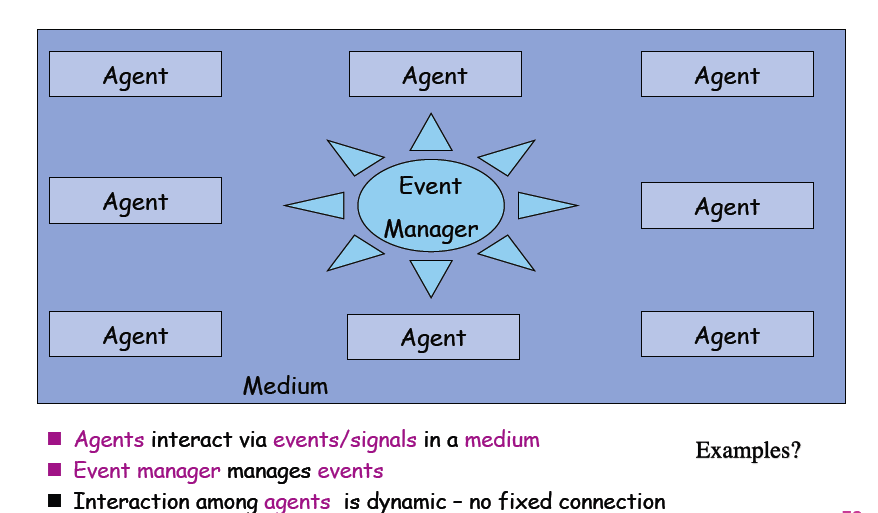 Agent Agent Agent
Event
Manager
Agent Agent
Agent Agent Agent
Medium
Agents interact via events/signals in a medium
Examples?
Event manager manages events
Interaction among agents is dynamic – no fixed connection